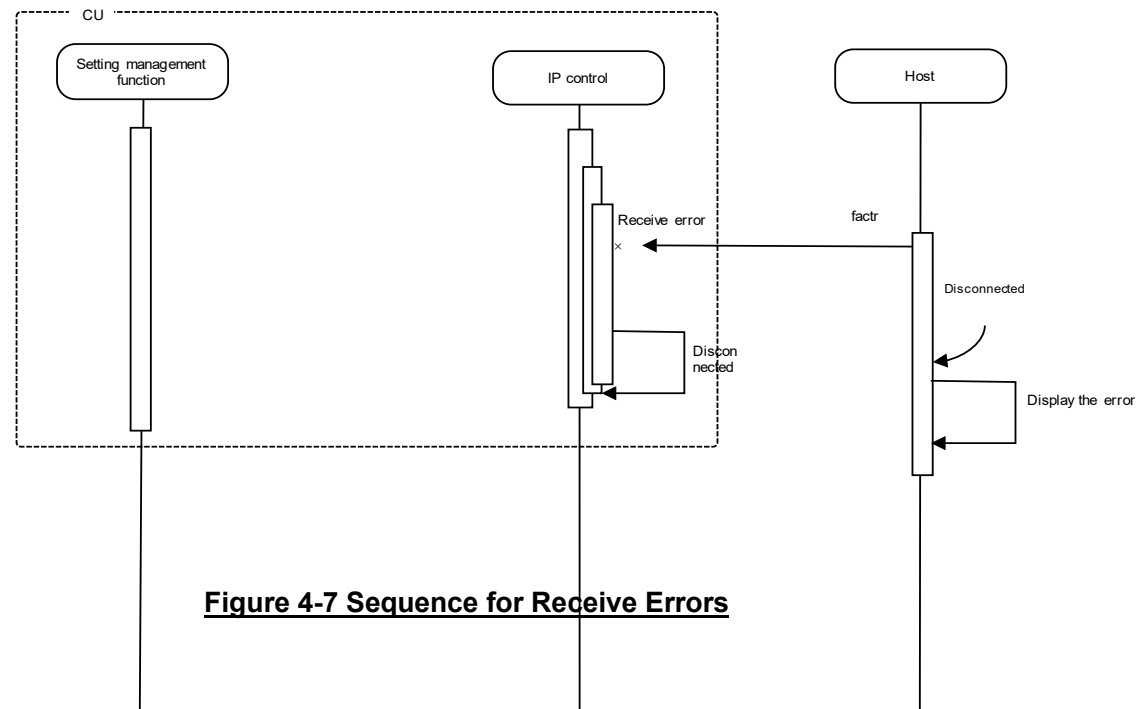 CU
Setting management
function
IP control
Host
Receive error
factr
×
Disconnected
Discon
nected
Display the error
Figure 4-7 Sequence for Receive Errors